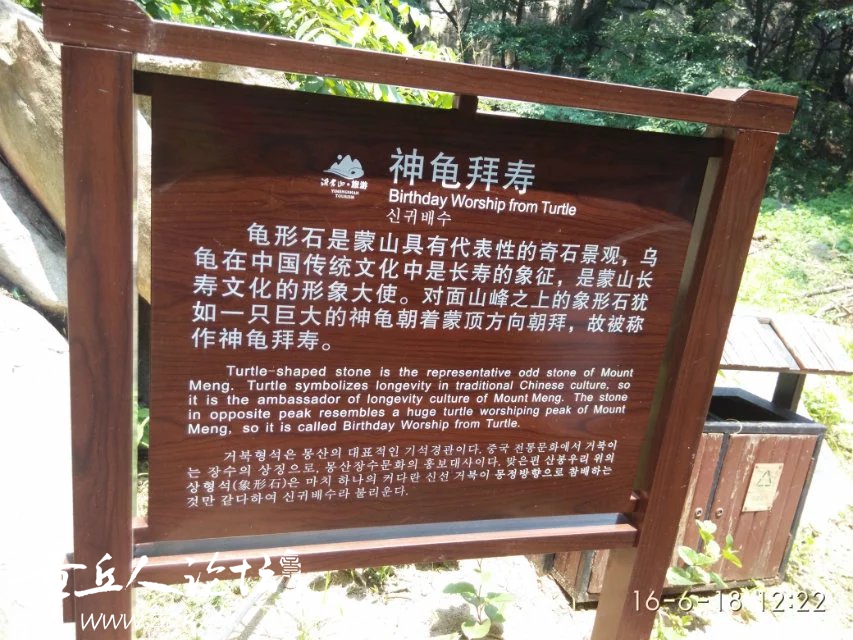 神龟拜寿
沂蒙山·旅游
YIMENGSHAN
TOURISM
Birthday Worship from Turtle
신귀배수
龟形石是蒙山具有代表性的奇石景观，乌
龟在中国传统文化中是长寿的象征，是蒙山长
寿文化的形象大使。对面山峰之上的象形石犹
如一只巨大的神龟朝着蒙顶方向朝拜，故被称
作神龟拜寿。
Turtle-shaped stone is the representative odd stone of Mount
Meng. Turtle symbolizes longevity in traditional Chinese culture, so
it is the ambassador of longevity culture of Mount Meng. The stone
in opposite peak resembles a huge turtle worshiping peak of Mount
Meng, so it is called Birthday Worship from Turtle.
거북형석은 몽산의 대표적인 기석경관이다. 중국 전통문화에서 거북이
는 장수의 상징으로, 몽산장수문화의 홍보대사이다. 맞은편 산봉우리 위의
상형석(象形石)은 마치 하나의 커다란 신선 거북이 몽정방향으로 참배하는
것만 같다하여 신귀배수라 불리운다.
丘人论坛
www.
16-6-18 12:22